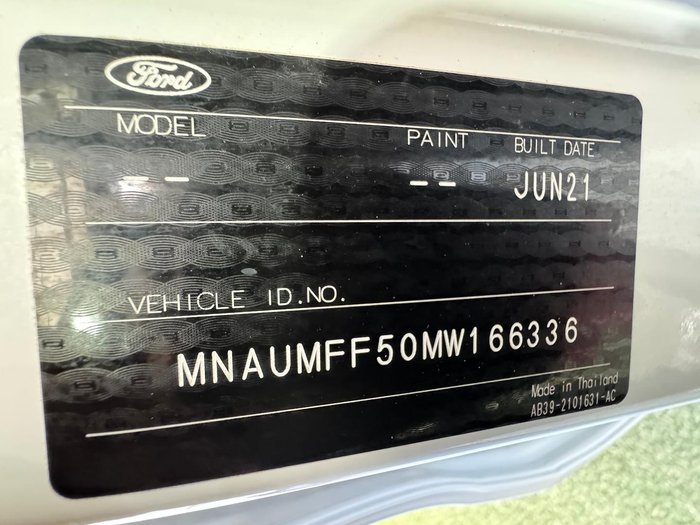 Ford
MODEL PAINT BUILT DATE
-- -- JUN21
VEHICLE ID.NO.
MNAUMFF50MW166336
Made in Thailand
AB39-2101631-AC